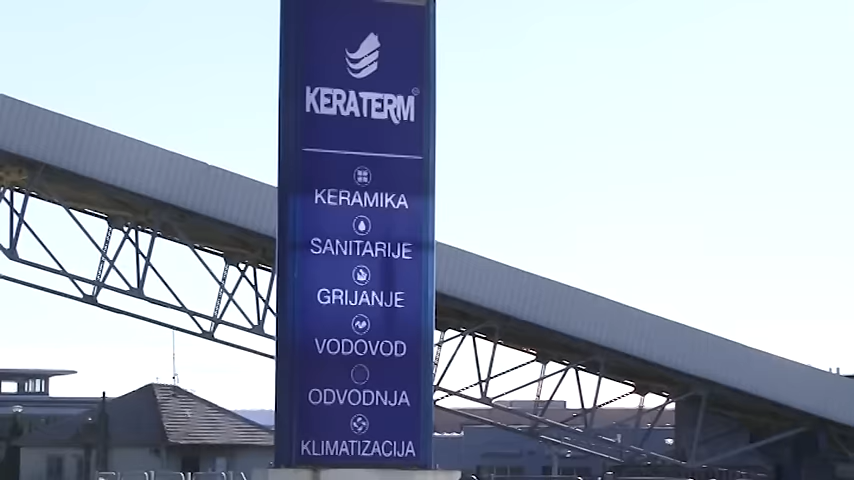 KERATERM
KERAMIKA
SANITARIJE
GRIJANJE
VODOVOD
ODVODNJA
KLIMATIZACIJA